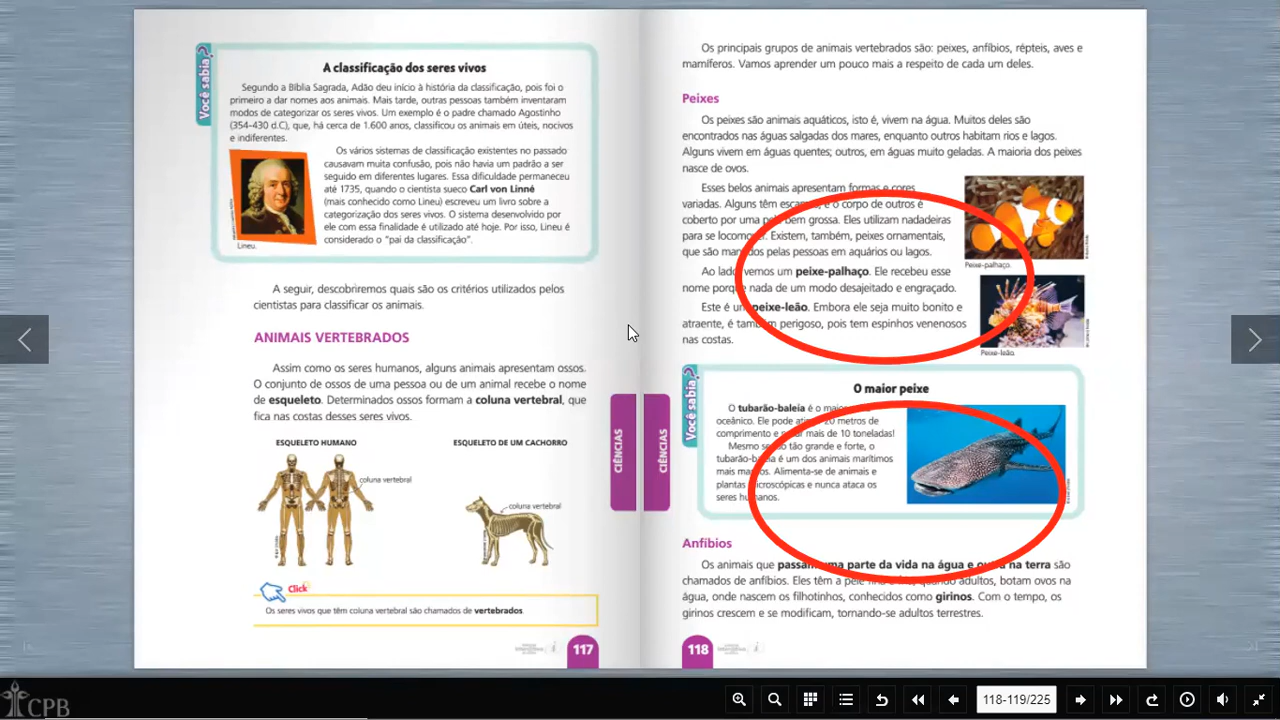 Você sabia?
A classificação dos seres vivos
Segundo a Bíblia Sagrada, Adão deu início à história da classificação, pois foi o
primeiro a dar nomes aos animais. Mais tarde, outras pessoas também inventaram
modos de categorizar os seres vivos. Um exemplo é o padre chamado Agostinho
(354-430 d.C), que, há cerca de 1.600 anos, classificou os animais em úteis, nocivos
e indiferentes.
Os vários sistemas de classificação existentes no passado
causavam muita confusão, pois não havia um padrão a ser
seguido em diferentes lugares. Essa dificuldade permaneceu
até 1735, quando o cientista sueco Carl von Linné
(mais conhecido como Lineu) escreveu um livro sobre a
categorização dos seres vivos. O sistema desenvolvido por
ele com essa finalidade é utilizado até hoje. Por isso, Lineu é
considerado o "pai da classificação".
Lineu.
A seguir, descobriremos quais são os critérios utilizados pelos
cientistas para classificar os animais.
ANIMAIS VERTEBRADOS
Assim como os seres humanos, alguns animais apresentam ossos.
O conjunto de ossos de uma pessoa ou de um animal recebe o nome
de esqueleto. Determinados ossos formam a coluna vertebral, que
fica nas costas desses seres vivos.
ESQUELETO HUMANO
coluna vertebral
ESQUELETO DE UM CACHORRO
coluna vertebral
Click
Os seres vivos que têm coluna vertebral são chamados de vertebrados.
CIÊNCIAS
117
Os principais grupos de animais vertebrados são: peixes, anfíbios, répteis, aves e
mamíferos. Vamos aprender um pouco mais a respeito de cada um deles.
Peixes
Os peixes são animais aquáticos, isto é, vivem na água. Muitos deles são
encontrados nas águas salgadas dos mares, enquanto outros habitam rios e lagos.
Alguns vivem em águas quentes; outros, em águas muito geladas. A maioria dos peixes
nasce de ovos.
Esses belos animais apresentam formas e cores
variadas. Alguns têm escamas, e o corpo de outros é
coberto por uma pele bem grossa. Eles utilizam nadadeiras
para se locomover. Existem, também, peixes ornamentais,
que são mantidos pelas pessoas em aquários ou lagos.
Ao lado, vemos um peixe-palhaço. Ele recebeu esse
nome porque nada de um modo desajeitado e engraçado.
Este é um peixe-leão. Embora ele seja muito bonito e
atraente, é também perigoso, pois tem espinhos venenosos
nas costas.
Peixe-palhaço.
Peixe-leão.
Você sabia?
O maior peixe
O tubarão-baleia é o maior
oceânico. Ele pode atingir 20 metros de
comprimento e pesar mais de 10 toneladas!
Mesmo sendo tão grande e forte, o
tubarão-baleia é um dos animais marítimos
mais mansos. Alimenta-se de animais e
plantas microscópicas e nunca ataca os
seres humanos.
CIÊNCIAS
Anfíbios
Os animais que passam uma parte da vida na água e outra na terra são
chamados de anfíbios. Eles têm a pele quando adultos, botam ovos na
água, onde nascem os filhotinhos, conhecidos como girinos. Com o tempo, os
girinos crescem e se modificam, tornando-se adultos terrestres.
118
CPB
118-119/225